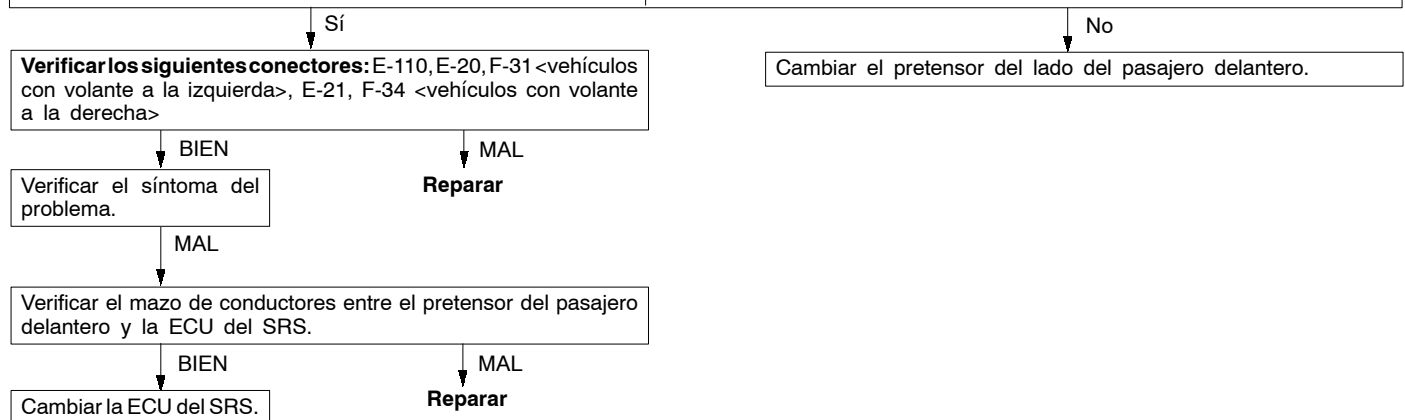 Sí
No
Verificar los siguientes conectores: E-110, E-20, F-31 <vehículos
con volante a la izquierda>, E-21, F-34 <vehículos con volante
a la derecha>
Cambiar el pretensor del lado del pasajero delantero.
BIEN
MAL
Verificar el síntoma del
problema.
Reparar
MAL
Verificar el mazo de conductores entre el pretensor del pasajero
delantero y la ECU del SRS.
BIEN
MAL
Cambiar la ECU del SRS.
Reparar